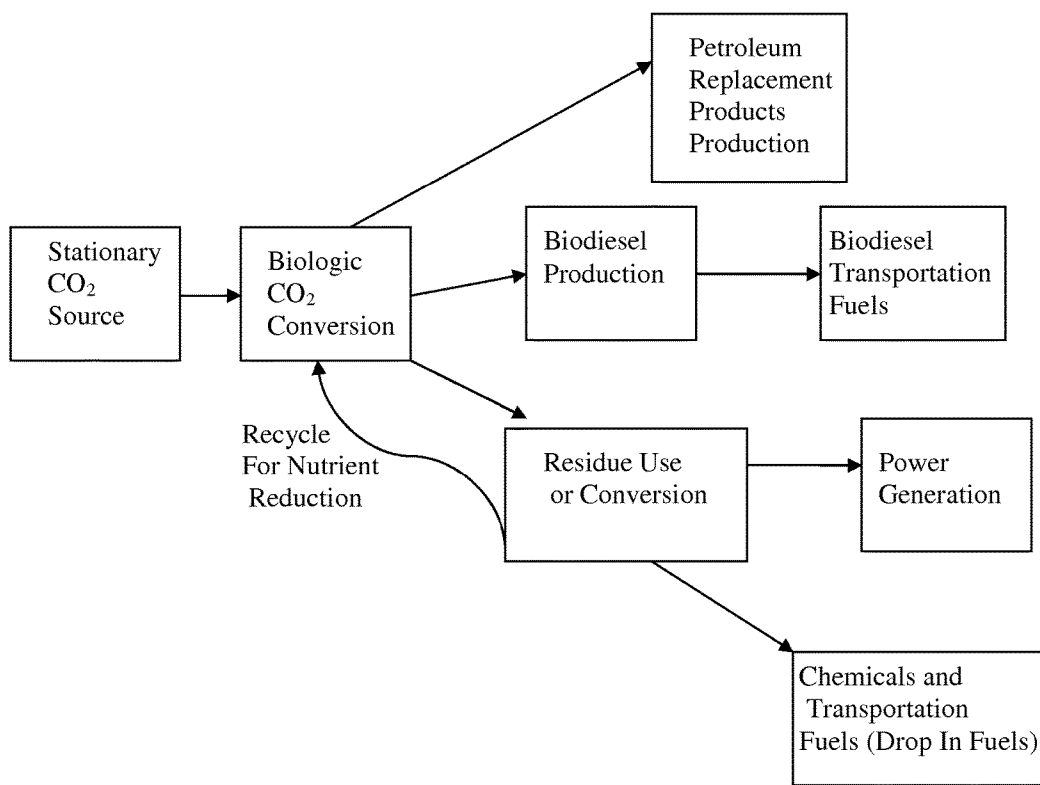 Petroleum
Replacement
Products
Production
Stationary
CO₂
Source
Biologic
CO₂
Conversion
Biodiesel
Production
Biodiesel
Transportation
Fuels
Recycle
For Nutrient
Reduction
Residue Use
or Conversion
Power
Generation
Chemicals and
Transportation
Fuels (Drop In Fuels)